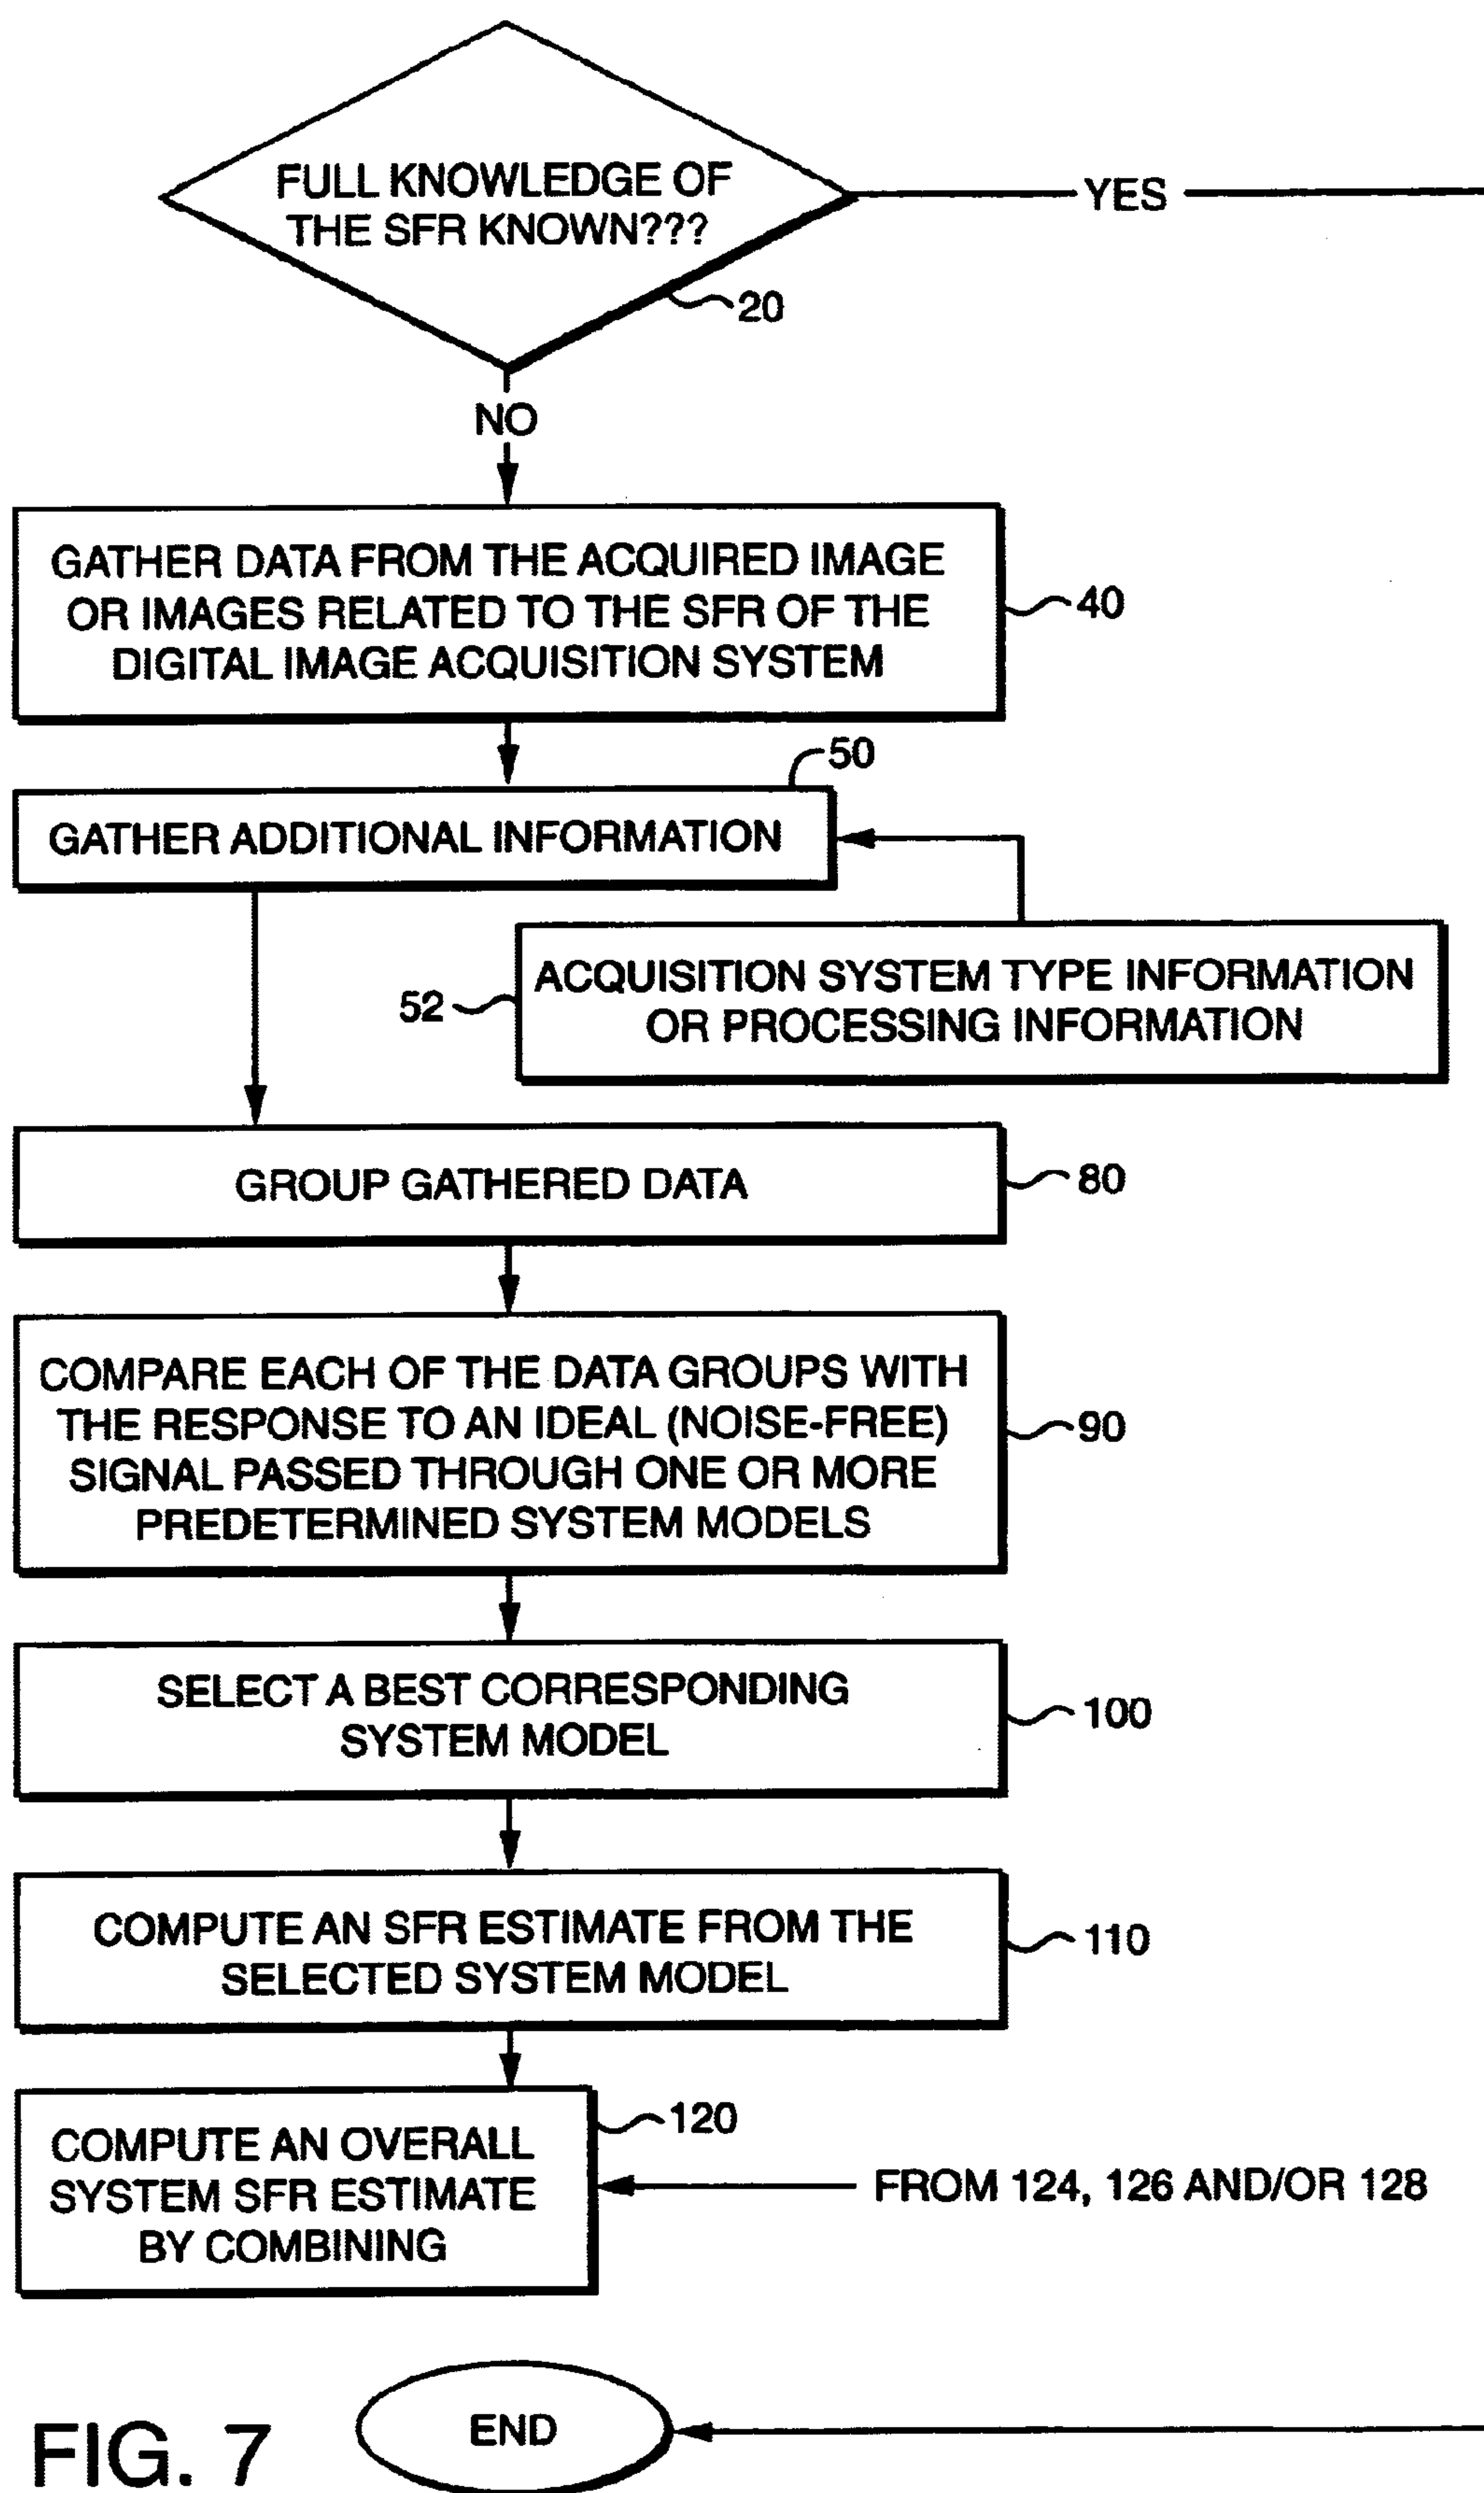 FULL KNOWLEDGE OF
THE SFR KNOWN???
YES
20
NO
GATHER DATA FROM THE ACQUIRED IMAGE
OR IMAGES RELATED TO THE SFR OF THE
DIGITAL IMAGE ACQUISITION SYSTEM
40
50
GATHER ADDITIONAL INFORMATION
52
ACQUISITION SYSTEM TYPE INFORMATION
OR PROCESSING INFORMATION
GROUP GATHERED DATA
80
COMPARE EACH OF THE DATA GROUPS WITH
THE RESPONSE TO AN IDEAL (NOISE-FREE)
SIGNAL PASSED THROUGH ONE OR MORE
PREDETERMINED SYSTEM MODELS
90
SELECT A BEST CORRESPONDING
SYSTEM MODEL
100
COMPUTE AN SFR ESTIMATE FROM THE
SELECTED SYSTEM MODEL
110
120
COMPUTE AN OVERALL
SYSTEM SFR ESTIMATE
BY COMBINING
FROM 124, 126 AND/OR 128
END
FIG. 7